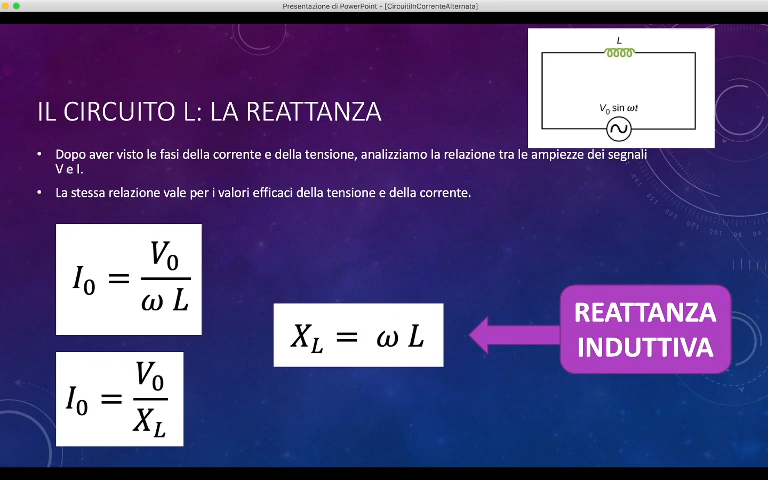 Presentazione di PowerPoint - [CircuitiInCorrenteAlternata]
L
V₀ sin ωt
IL CIRCUITO L: LA REATTANZA
• Dopo aver visto le fasi della corrente e della tensione, analizziamo la relazione tra le ampiezze dei segnali
V e I.
• La stessa relazione vale per i valori efficaci della tensione e della corrente.
I₀ = V₀ / ω L
X_L = ω L
REATTANZA
INDUTTIVA
I₀ = V₀ / X_L